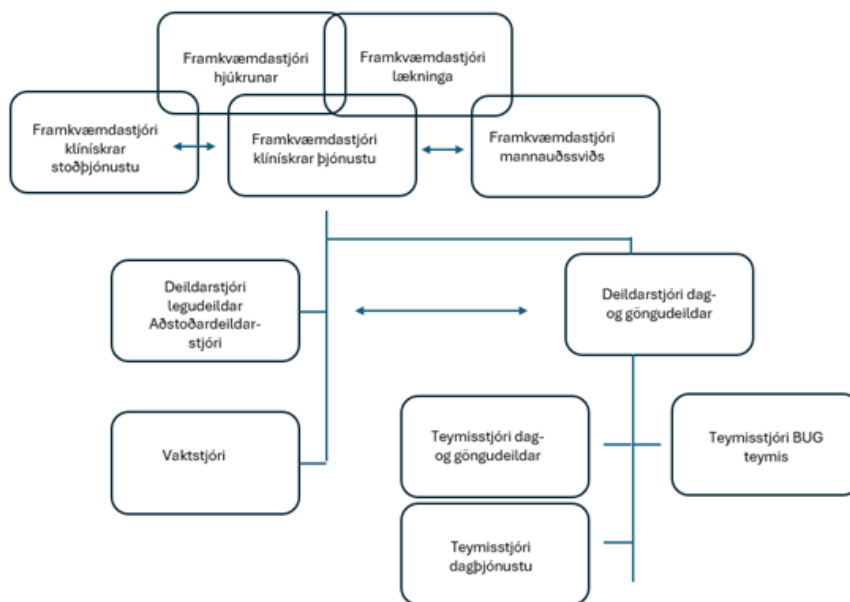 Framkvæmdastjóri
hjúkrunar
Framkvæmdastjóri
lækninga
Framkvæmdastjóri
klínískrar
stoðþjónustu
Framkvæmdastjóri
klínískrar þjónustu
Framkvæmdastjóri
mannauðssviðs
Deildarstjóri
legudeildar
Aðstoðardeildar-
stjóri
Deildarstjóri dag-
og göngudeildar
Vaktstjóri
Teymisstjóri dag-
og göngudeildar
Teymisstjóri BUG
teymis
Teymisstjóri
dagþjónustu